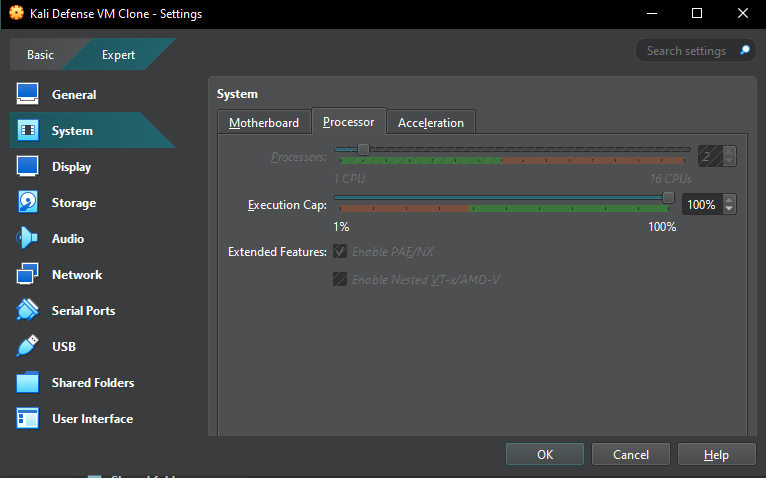 Kali Defense VM Clone - Settings
Basic
Expert
Search settings
General
System
Display
Storage
Audio
Network
Serial Ports
USB
Shared Folders
User Interface
System
Motherboard
Processor
Acceleration
Processors:
2
1 CPU
16 CPUs
Execution Cap:
100%
1%
100%
Extended Features:
Enable PAE/NX
Enable Nested VT-x/AMD-V
OK
Cancel
Help